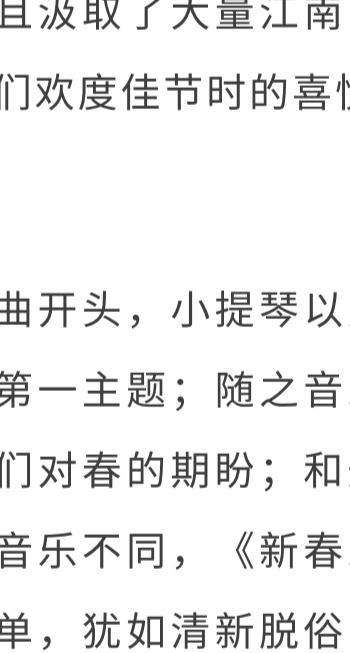 且汲取了大量江南
们欢度佳节时的喜悦
曲开头，小提琴以
第一主题；随之音
们对春的期盼；和
音乐不同，《新春
单，犹如清新脱俗